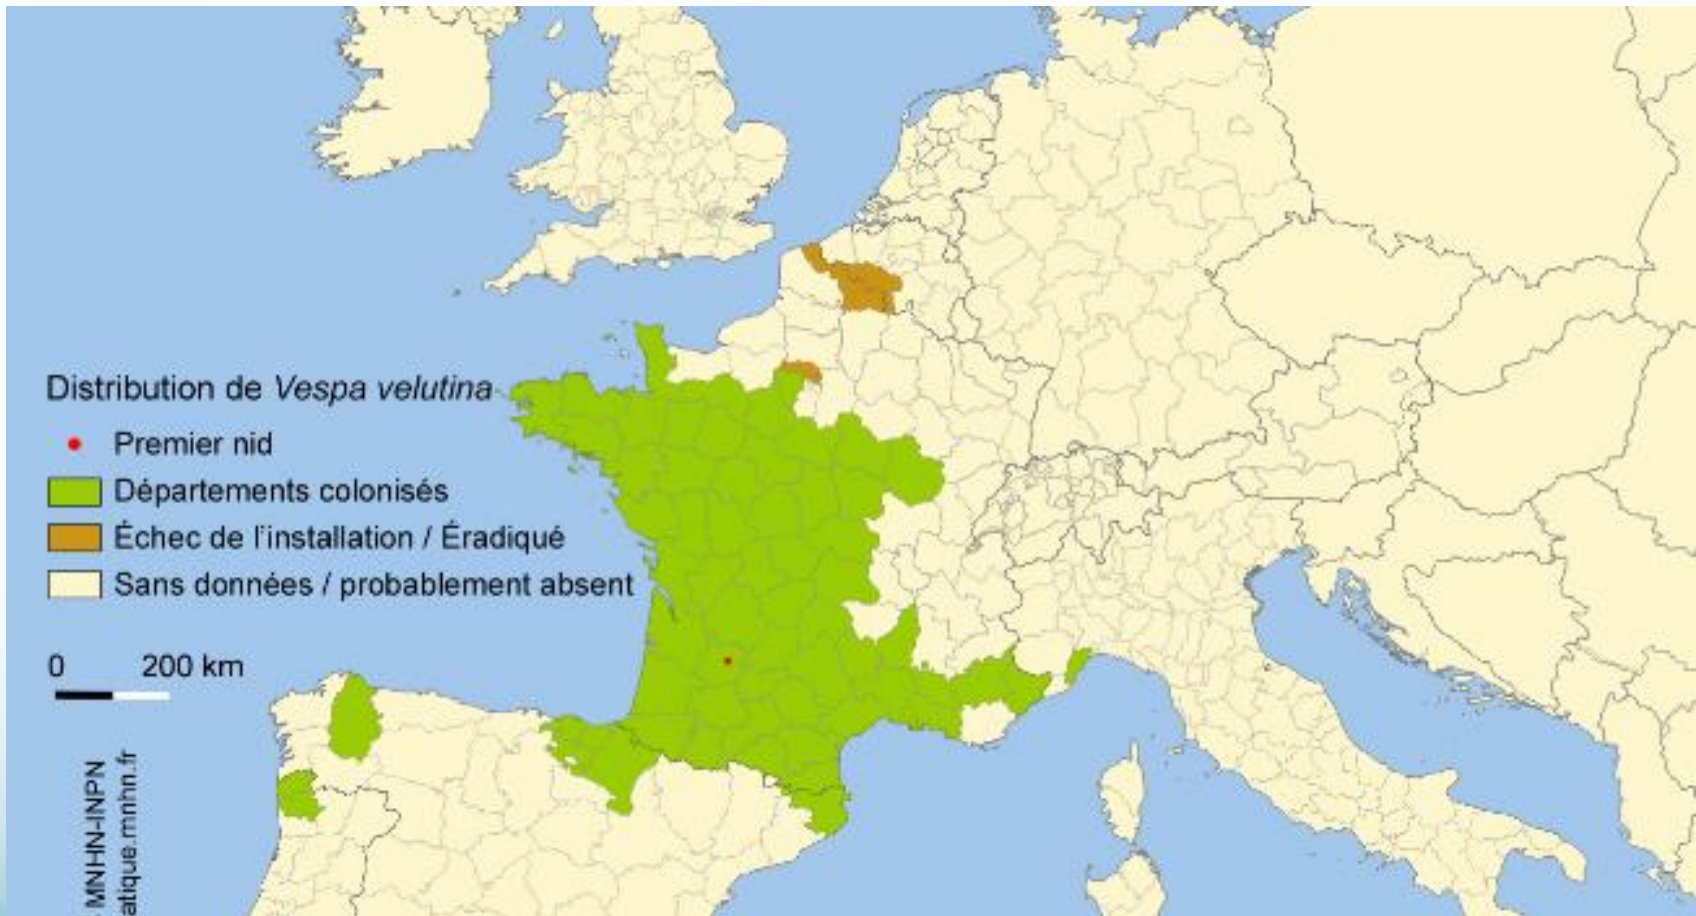 Distribution de Vespa velutina
Premier nid
Départements colonisés
Échec de l'installation / Éradiqué
Sans données / probablement absent
0 200 km
MNHN-INPN
atique.mnhn.fr